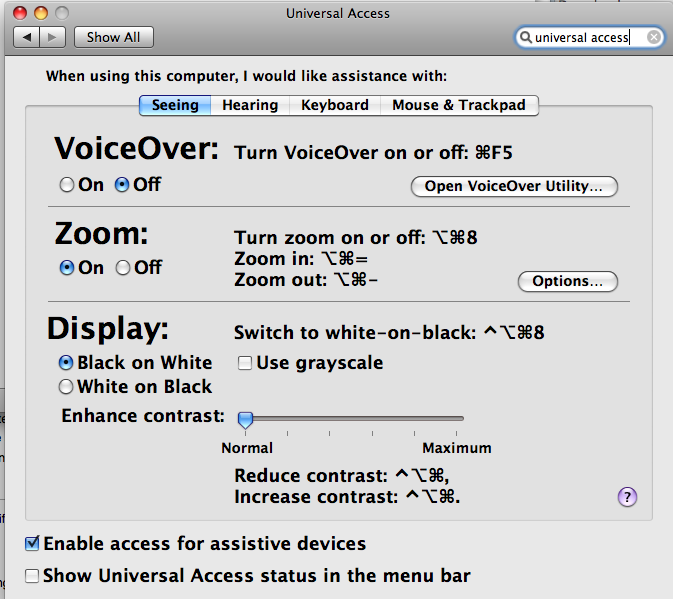 Universal Access
Show All
universal access
When using this computer, I would like assistance with:
Seeing Hearing Keyboard Mouse & Trackpad
VoiceOver: Turn VoiceOver on or off: ⌘F5
On Off Open VoiceOver Utility...
Zoom: Turn zoom on or off: ⌥⌘8
On Off Zoom in: ⌥⌘=
Zoom out: ⌥⌘- Options...
Display: Switch to white-on-black: ^⌥⌘8
Black on White Use grayscale
White on Black
Enhance contrast:
Normal Maximum
Reduce contrast: ^⌥⌘,
Increase contrast: ^⌥⌘.
?
Enable access for assistive devices
Show Universal Access status in the menu bar